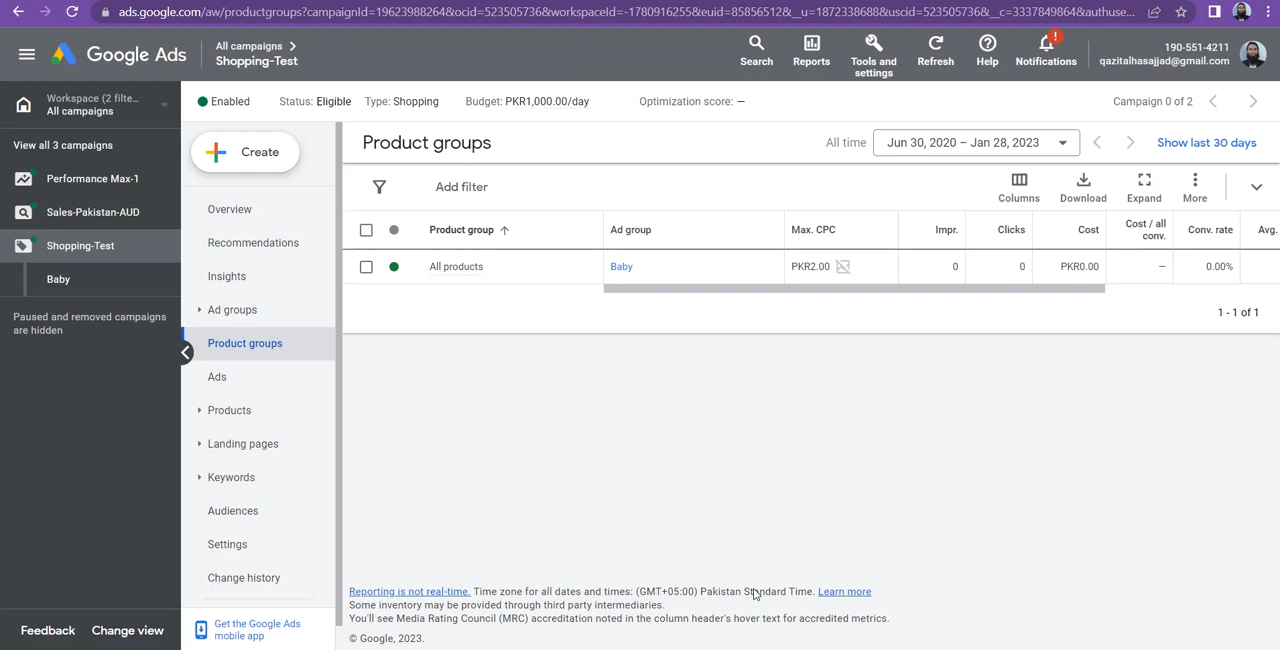 ads.google.com/aw/productgroups?campaignId=19623988264&ocid=523505736&workspaceId=-1780916255&euid=85856512&__u=1872338688&uscid=523505736&__c=3337849864&authuse...
Google Ads
All campaigns
Shopping-Test
Search
Reports
Tools and
settings
Refresh
Help
!
Notifications
190-551-4211
qazitalhasajjad@gmail.com
Workspace (2 filte...
All campaigns
Enabled
Status: Eligible
Type: Shopping
Budget: PKR1,000.00/day
Optimization score: —
Campaign 0 of 2
View all 3 campaigns
Performance Max-1
Sales-Pakistan-AUD
Shopping-Test
Baby
Paused and removed campaigns
are hidden
Feedback
Change view
Create
Overview
Recommendations
Insights
Ad groups
Product groups
Ads
Products
Landing pages
Keywords
Audiences
Settings
Change history
Get the Google Ads
mobile app
Product groups
All time
Jun 30, 2020 – Jan 28, 2023
Show last 30 days
Add filter
Columns
Download
Expand
More
Product group
Ad group
Max. CPC
Impr.
Clicks
Cost
Cost / all
conv.
Conv. rate
Avg.
All products
Baby
PKR2.00
0
0
PKR0.00
—
0.00%
1 - 1 of 1
Reporting is not real-time. Time zone for all dates and times: (GMT+05:00) Pakistan Standard Time. Learn more
Some inventory may be provided through third party intermediaries.
You'll see Media Rating Council (MRC) accreditation noted in the column header's hover text for accredited metrics.
© Google, 2023.